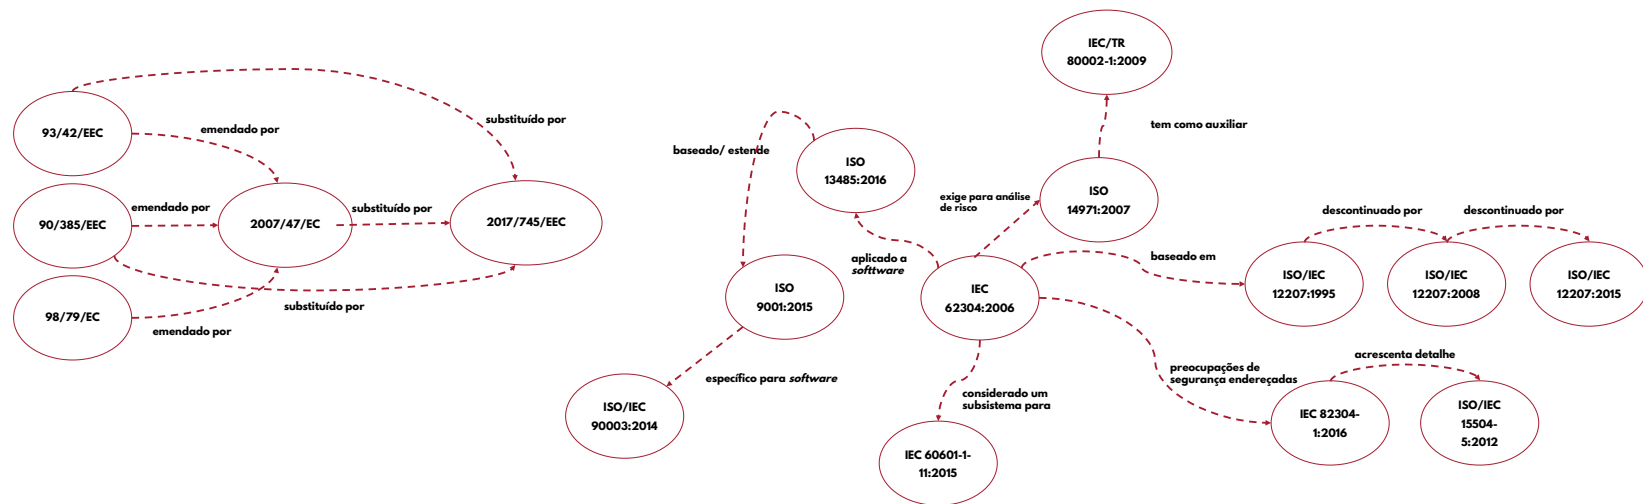 IEC/TR
80002-1:2009
93/42/EEC
emendado por
substituído por
tem como auxiliar
baseado/ estende
ISO
13485:2016
exige para análise
de risco
ISO
14971:2007
90/385/EEC
emendado por
2007/47/EC
substituído por
2017/745/EEC
descontinuado por
descontinuado por
aplicado a
softtware
baseado em
ISO/IEC
12207:1995
ISO/IEC
12207:2008
ISO/IEC
12207:2015
ISO
9001:2015
IEC
62304:2006
98/79/EC
substituído por
emendado por
específico para software
preocupações de
segurança endereçadas
acrescenta detalhe
considerado um
subsistema para
ISO/IEC
90003:2014
IEC 82304-
1:2016
ISO/IEC
15504-
5:2012
IEC 60601-1-
11:2015